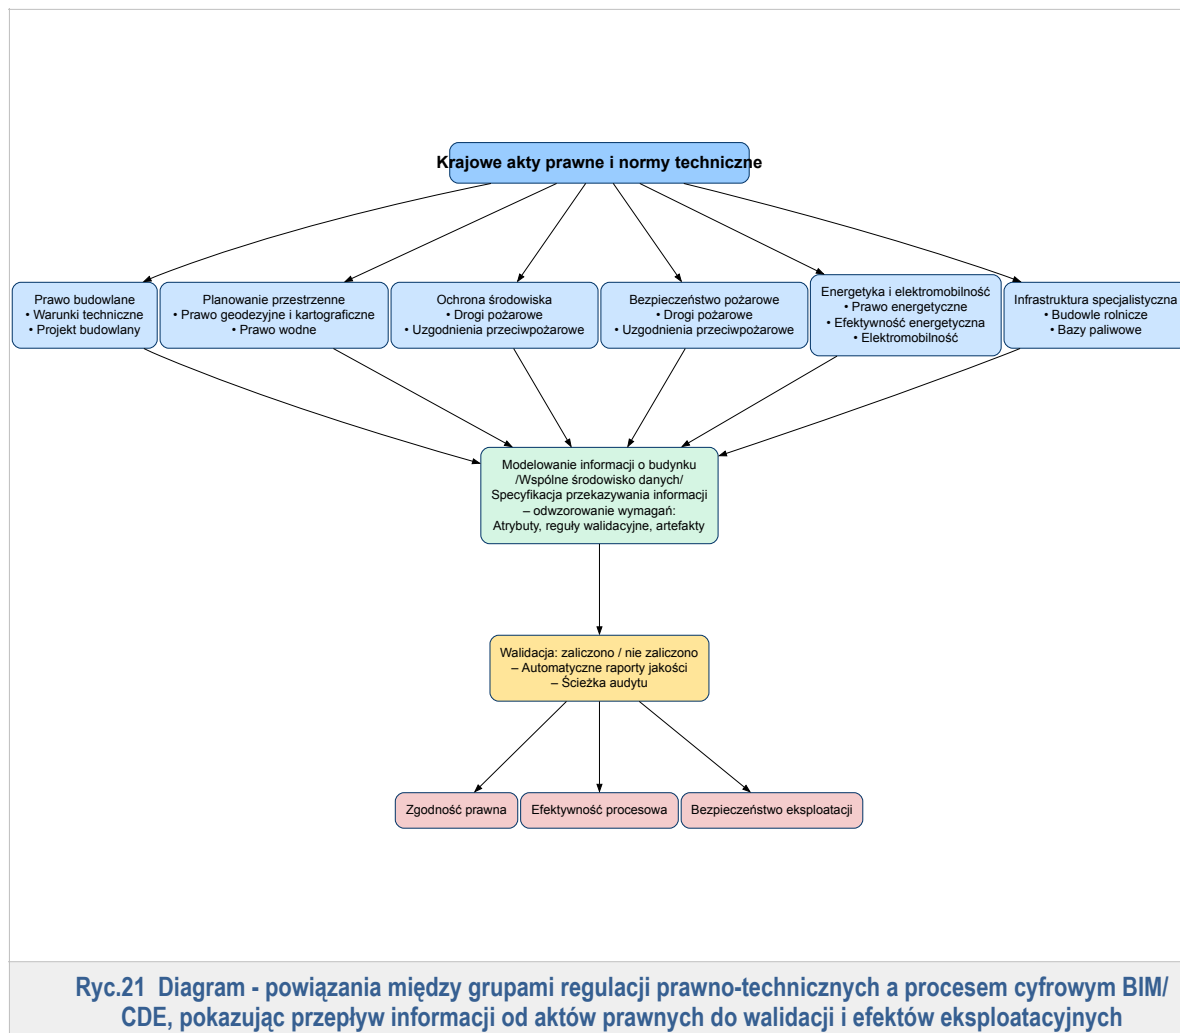 Krajowe akty prawne i normy techniczne
Prawo budowlane
• Warunki techniczne
• Projekt budowlany
Planowanie przestrzenne
• Prawo geodezyjne i kartograficzne
• Prawo wodne
Ochrona środowiska
• Drogi pożarowe
• Uzgodnienia przeciwpożarowe
Bezpieczeństwo pożarowe
• Drogi pożarowe
• Uzgodnienia przeciwpożarowe
Energetyka i elektromobilność
• Prawo energetyczne
• Efektywność energetyczna
• Elektromobilność
Infrastruktura specjalistyczna
• Budowle rolnicze
• Bazy paliwowe
Modelowanie informacji o budynku
/Wspólne środowisko danych/
Specyfikacja przekazywania informacji
– odwzorowanie wymagań:
Atrybuty, reguły walidacyjne, artefakty
Walidacja: zaliczono / nie zaliczono
– Automatyczne raporty jakości
– Ścieżka audytu
Zgodność prawna
Efektywność procesowa
Bezpieczeństwo eksploatacji
Ryc.21 Diagram - powiązania między grupami regulacji prawno-technicznych a procesem cyfrowym BIM/
CDE, pokazując przepływ informacji od aktów prawnych do walidacji i efektów eksploatacyjnych